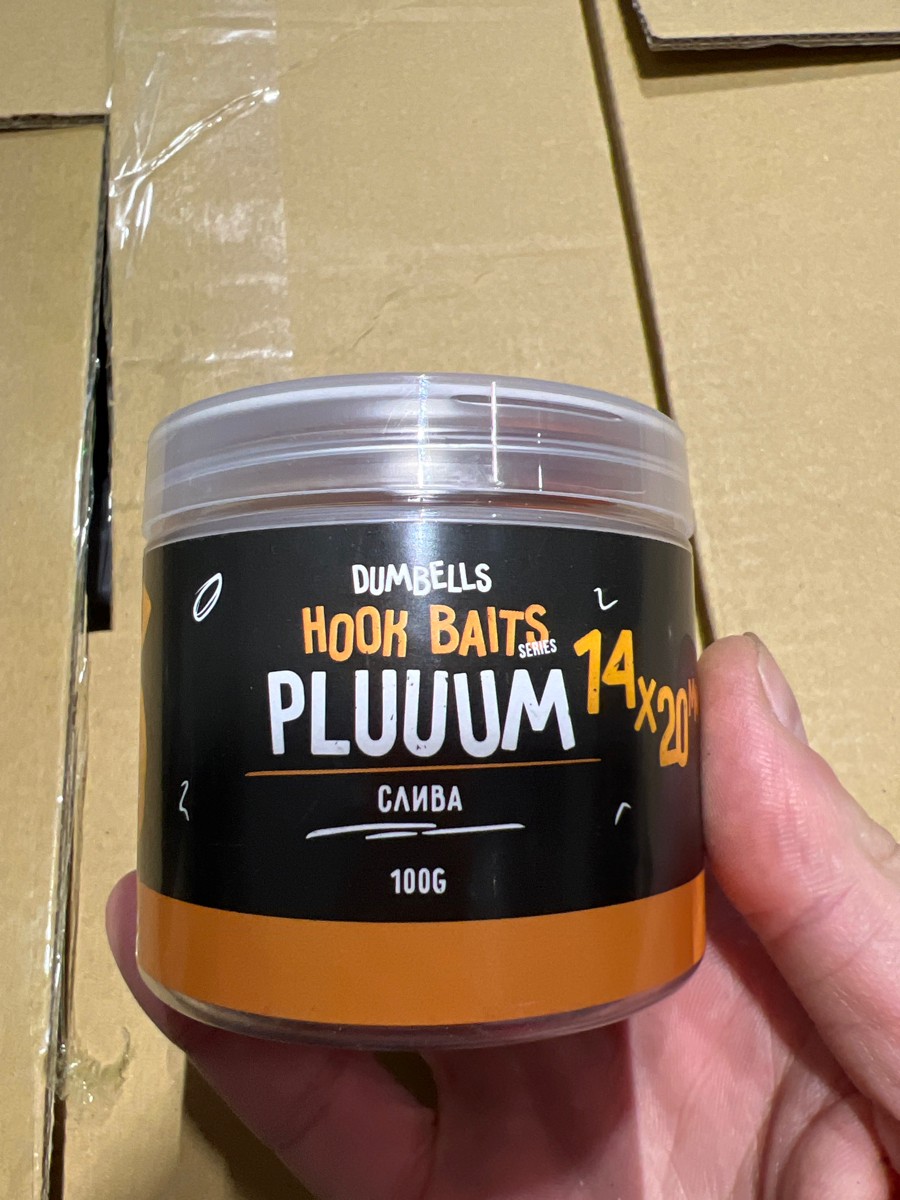 DUMBELLS
HOOK BAITS
SERIES
PLUUUM
14x20
СЛИВА
100G